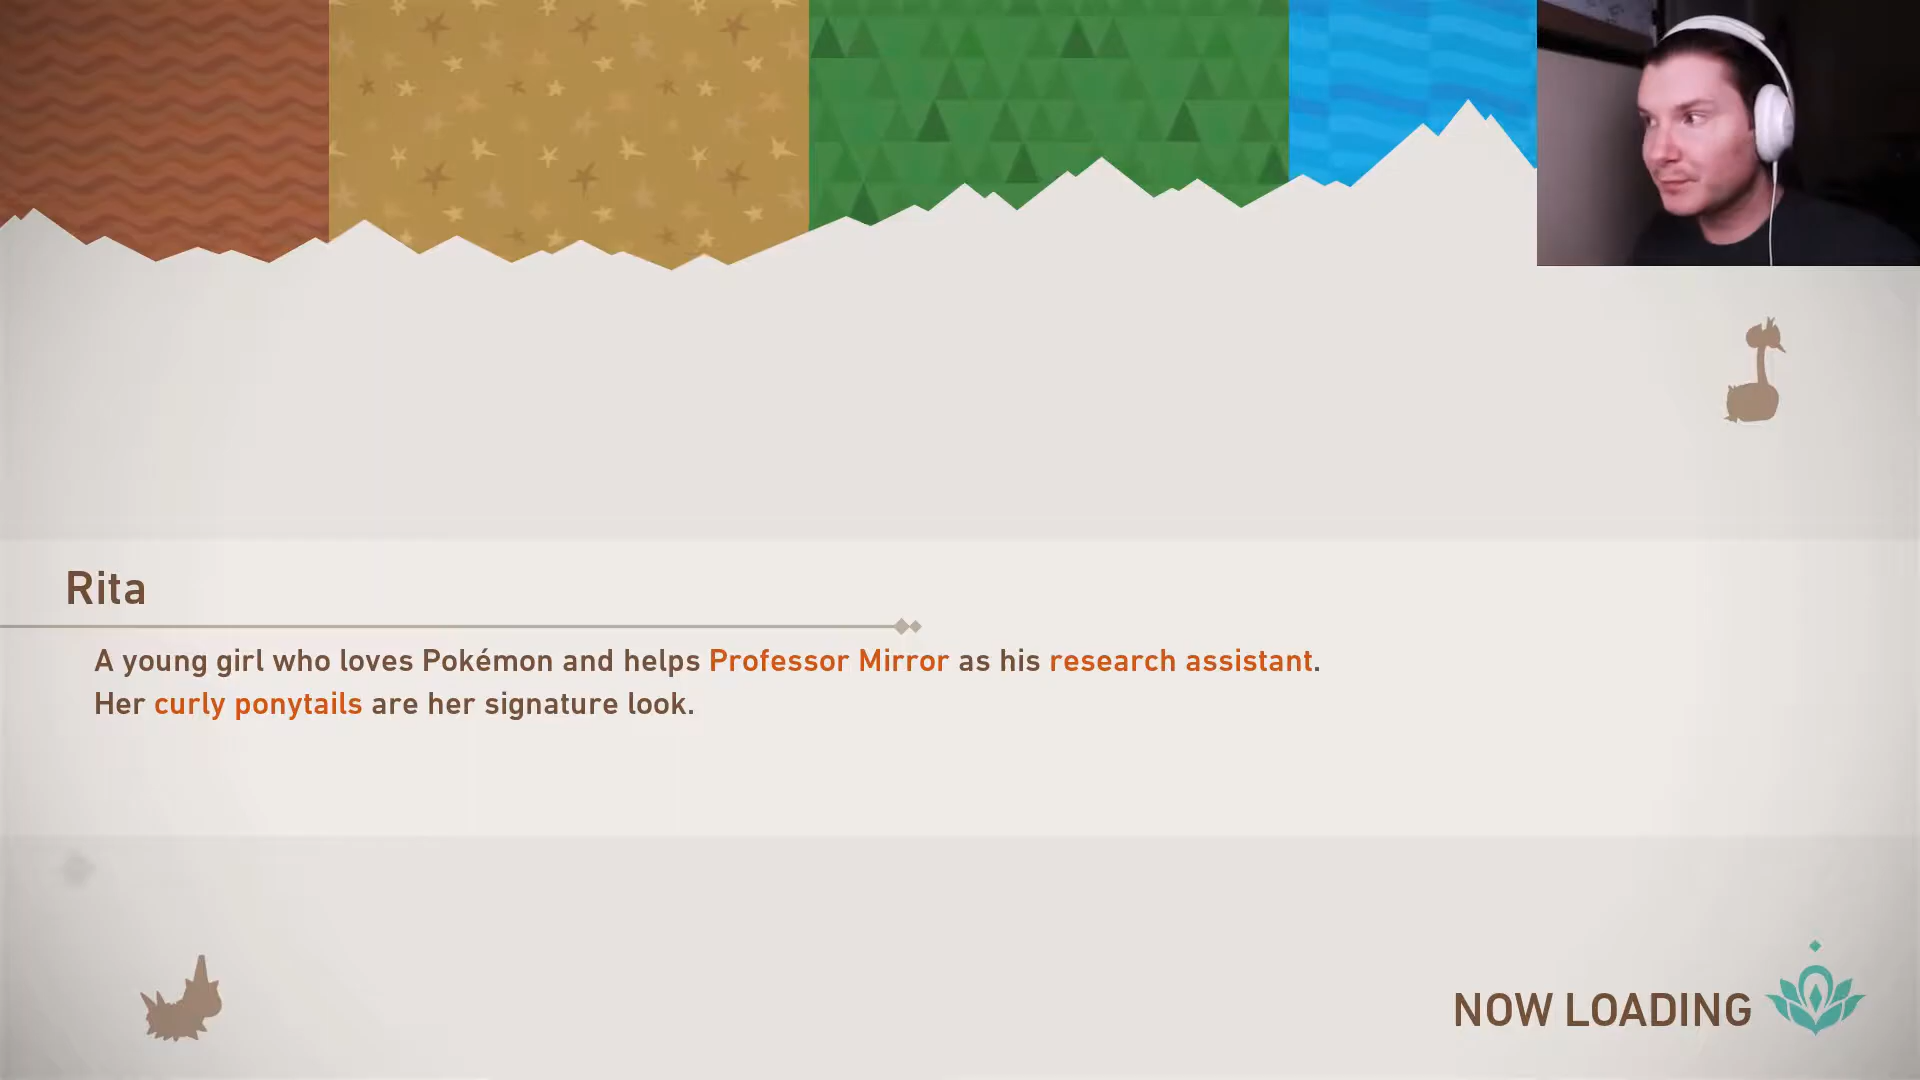 Rita
A young girl who loves Pokémon and helps Professor Mirror as his research assistant.
Her curly ponytails are her signature look.
NOW LOADING